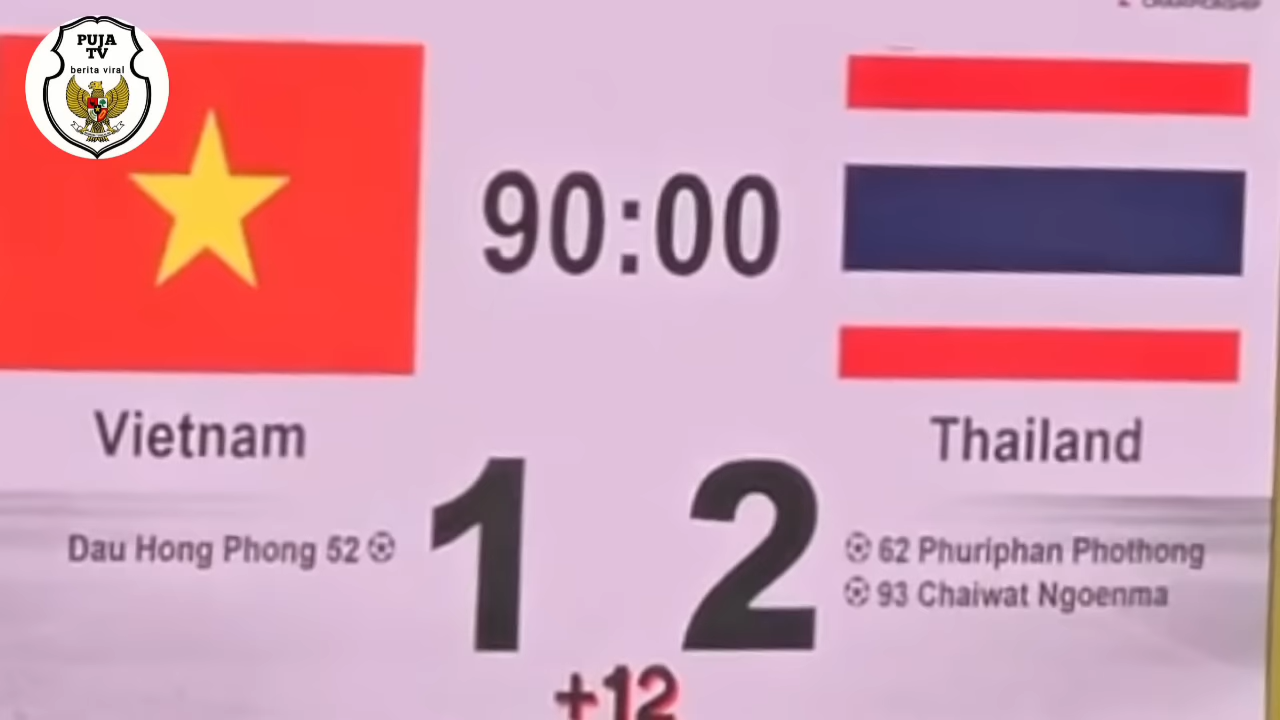 PUJA
TV
berita viral
CHAMPIONSHIP
90:00
Vietnam
Thailand
1 2
Dau Hong Phong 52
62 Phuriphan Phothong
93 Chaiwat Ngoenma
+12